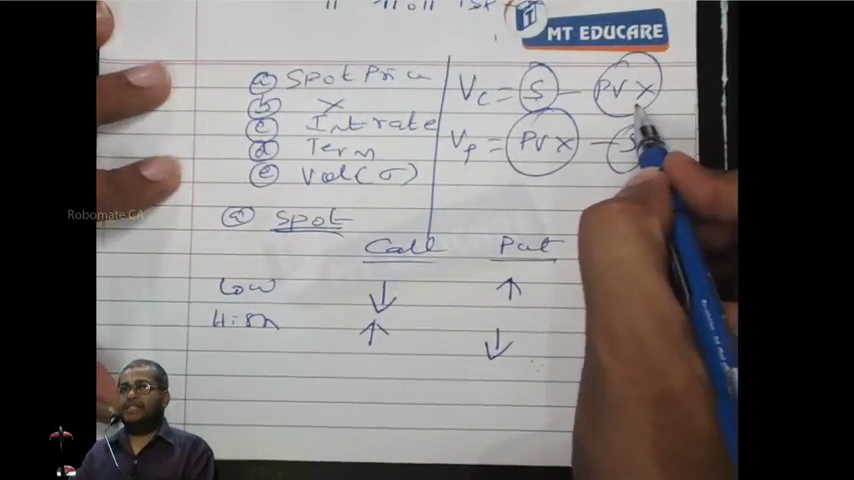 MT EDUCARE
(a) Spot Price
(b) X
(c) Int rate
(d) Term
(e) Vol (σ)
Vc = S - PV X
Vp = PV X - S
(a) Spot
Call Put
Low ↓ ↑
High ↑ ↓
Robomate CA